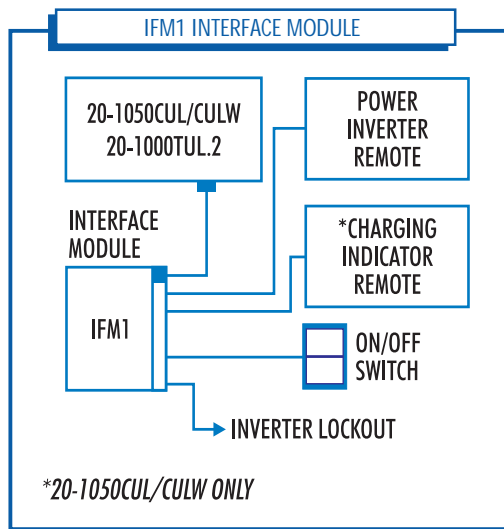 IFM1 INTERFACE MODULE
20-1050CUL/CULW
20-1000TUL.2
POWER
INVERTER
REMOTE
INTERFACE
MODULE
*CHARGING
INDICATOR
REMOTE
IFM1
ON/OFF
SWITCH
INVERTER LOCKOUT
*20-1050CUL/CULW ONLY